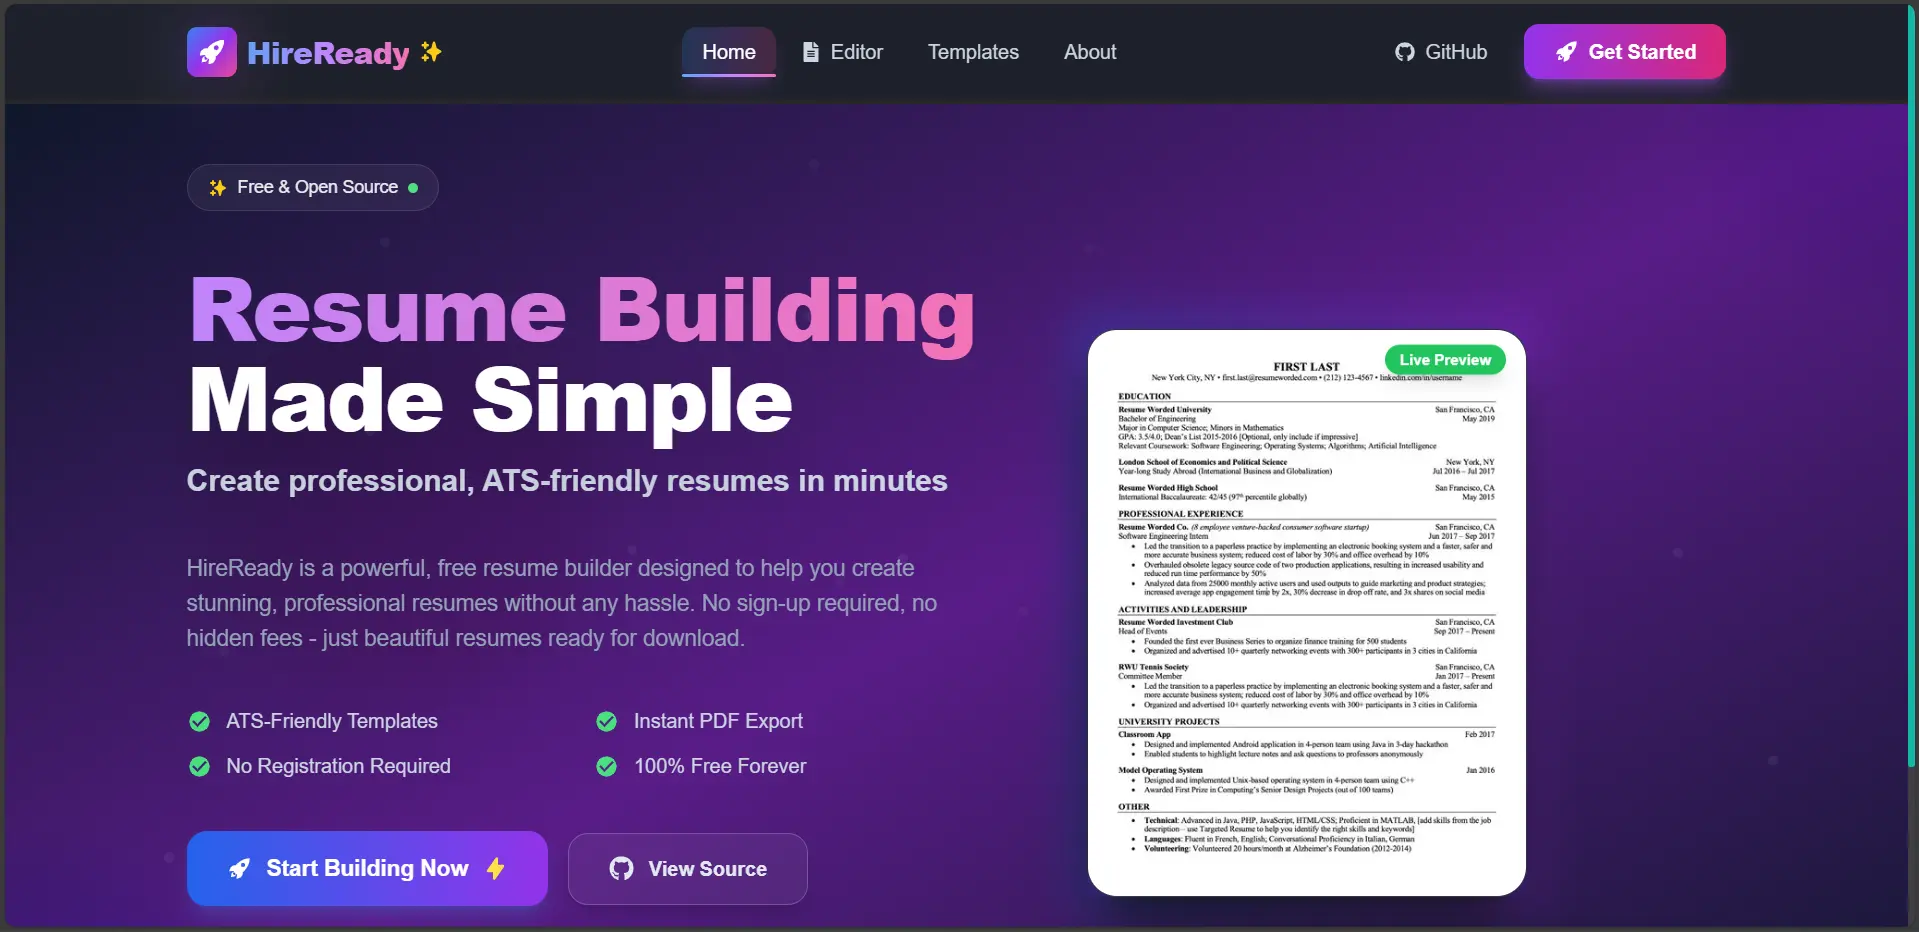 HireReady
Home
Editor
Templates
About
GitHub
Get Started
Free & Open Source
Resume Building
Made Simple
Create professional, ATS-friendly resumes in minutes
HireReady is a powerful, free resume builder designed to help you create
stunning, professional resumes without any hassle. No sign-up required, no
hidden fees - just beautiful resumes ready for download.
ATS-Friendly Templates
Instant PDF Export
No Registration Required
100% Free Forever
Start Building Now
View Source
Live Preview
FIRST LAST
New York City, NY • first.last@resumeworded.com • (212) 123-4567 • linkedin.com/in/username
EDUCATION
Resume Worded University San Francisco, CA
Bachelor of Engineering May 2019
Major in Computer Science; Minors in Mathematics
GPA: 3.5/4.0; Dean's List 2015-2016 [Optional, only include if impressive]
Relevant Coursework: Software Engineering; Operating Systems; Algorithms; Artificial Intelligence
London School of Economics and Political Science New York, NY
Year-long Study Abroad (International Business and Globalization) Jul 2016 – Jul 2017
Resume Worded High School San Francisco, CA
International Baccalaureate: 42/45 (97th percentile globally) May 2015
PROFESSIONAL EXPERIENCE
Resume Worded Co. (8 employee venture-backed consumer software startup) San Francisco, CA
Software Engineering Intern Jun 2017 – Sep 2017
• Led the transition to a paperless practice by implementing an electronic booking system and a faster, safer and
more accurate business system; reduced cost of labor by 30% and office overhead by 10%
• Overhauled obsolete legacy source code of two production applications, resulting in increased usability and
reduced run time performance by 50%
• Analyzed data from 25000 monthly active users and used outputs to guide marketing and product strategies;
increased average app engagement time by 2x, 30% decrease in drop off rate, and 3x shares on social media
ACTIVITIES AND LEADERSHIP
Resume Worded Investment Club San Francisco, CA
Head of Events Sep 2017 – Present
• Founded the first ever Business Series to organize finance training for 500 students
• Organized and advertised 10+ quarterly networking events with 300+ participants in 3 cities in California
RWU Tennis Society San Francisco, CA
Committee Member Jan 2017 – Present
• Led the transition to a paperless practice by implementing an electronic booking system and a faster, safer and
more accurate business system; reduced cost of labor by 30% and office overhead by 10%
• Organized and advertised 10+ quarterly networking events with 300+ participants in 3 cities in California
UNIVERSITY PROJECTS
Classroom App Feb 2017
• Designed and implemented Android application in 4-person team using Java in 3-day hackathon
• Enabled students to highlight lecture notes and ask questions to professors anonymously
Model Operating System Jan 2016
• Designed and implemented Unix-based operating system in 4-person team using C++
• Awarded First Prize in Computing's Senior Design Projects (out of 100 teams)
OTHER
• Technical: Advanced in Java, PHP, JavaScript, HTML/CSS; Proficient in MATLAB, [add skills from the job
description– use Targeted Resume to help you identify the right skills and keywords]
• Languages: Fluent in French, English; Conversational Proficiency in Italian, German
• Volunteering: Volunteered 20 hours/month at Alzheimer's Foundation (2012-2014)